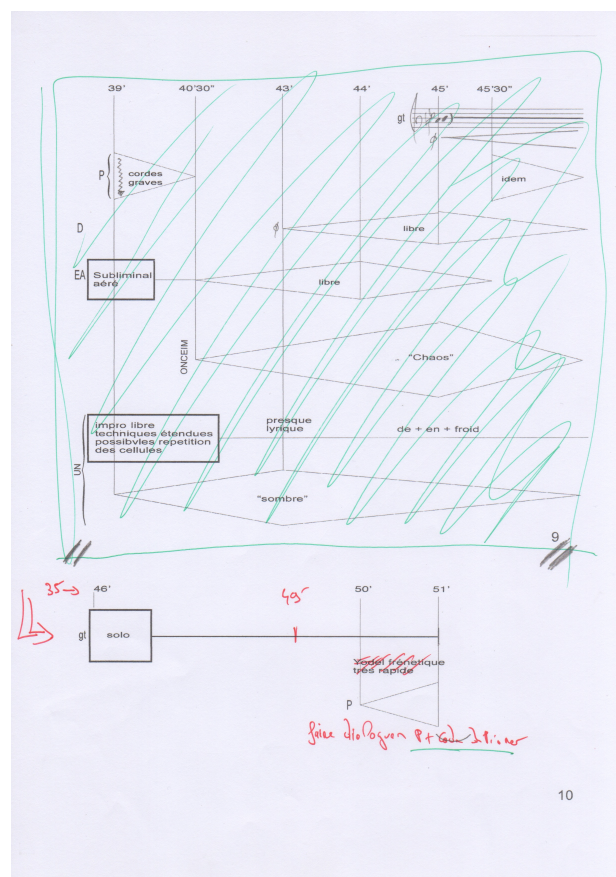 39'
40'30"
43'
44'
45'
45'30"
gt
P
cordes
graves
idem
D
libre
EA
Subliminal
aéré
libre
ONCEIM
"Chaos"
UN
impro libre
techniques étendues
possibvles repetition
des cellules
presque
lyrique
de + en + froid
"sombre"
9
35
46'
49'
50'
51'
gt
solo
Yodel frénétique
très rapide
P
faire dialoguer P +
10